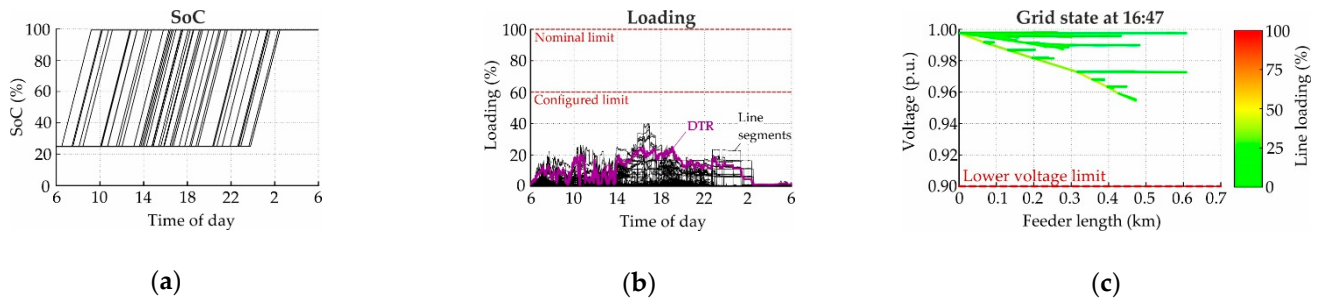 SoC
100
80
60
40
20
0
SoC (%)
6 10 14 18 22 2 6
Time of day
(a)
Loading
100
80
60
40
20
0
Loading (%)
Nominal limit
Configured limit
DTR
Line
segments
6 10 14 18 22 2 6
Time of day
(b)
Grid state at 16:47
1.00
0.98
0.96
0.94
0.92
0.90
Voltage (p.u.)
Lower voltage limit
0 0.1 0.2 0.3 0.4 0.5 0.6 0.7
Feeder length (km)
100
75
50
25
0
Line loading (%)
(c)